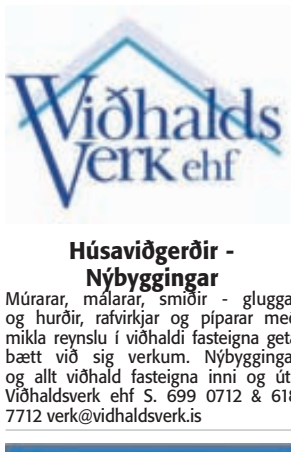 Viðhalds
Verk ehf
Húsaviðgerðir -
Nýbyggingar
Múrarar, málarar, smiðir - glugga
og hurðir, rafvirkjar og píparar með
mikla reynslu í viðhaldi fasteigna geta
bætt við sig verkum. Nýbygginga
og allt viðhald fasteigna inni og út
Viðhaldsverk ehf S. 699 0712 & 618
7712 verk@vidhaldsverk.is